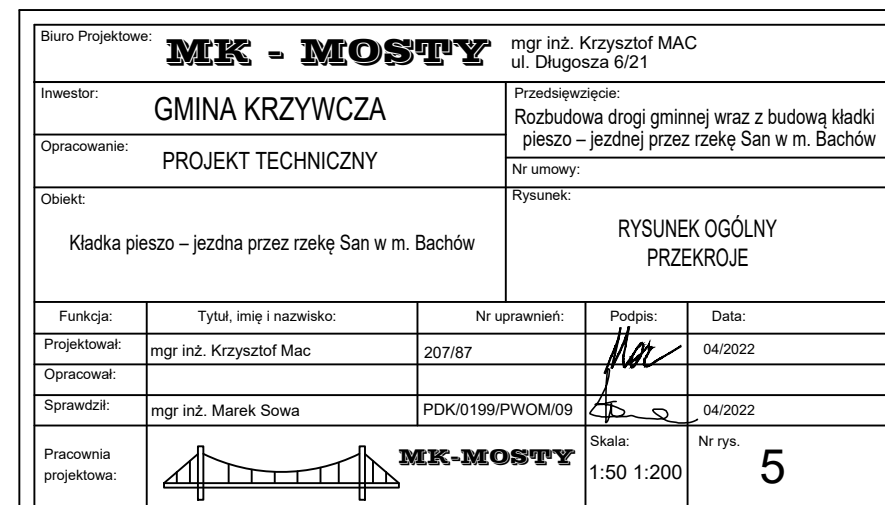 Biuro Projektowe:
MK - MOSTY
mgr inż. Krzysztof MAC
ul. Długosza 6/21
Inwestor:
GMINA KRZYWCZA
Przedsięwzięcie:
Rozbudowa drogi gminnej wraz z budową kładki
pieszo – jezdnej przez rzekę San w m. Bachów
Opracowanie:
PROJEKT TECHNICZNY
Nr umowy:
Obiekt:
Kładka pieszo – jezdna przez rzekę San w m. Bachów
Rysunek:
RYSUNEK OGÓLNY
PRZEKROJE
Funkcja: Tytuł, imię i nazwisko: Nr uprawnień: Podpis: Data:
Projektował: mgr inż. Krzysztof Mac 207/87 Mac 04/2022
Opracował:
Sprawdził: mgr inż. Marek Sowa PDK/0199/PWOM/09 04/2022
Pracownia
projektowa:
MK-MOSTY
Skala:
1:50 1:200
Nr rys.
5